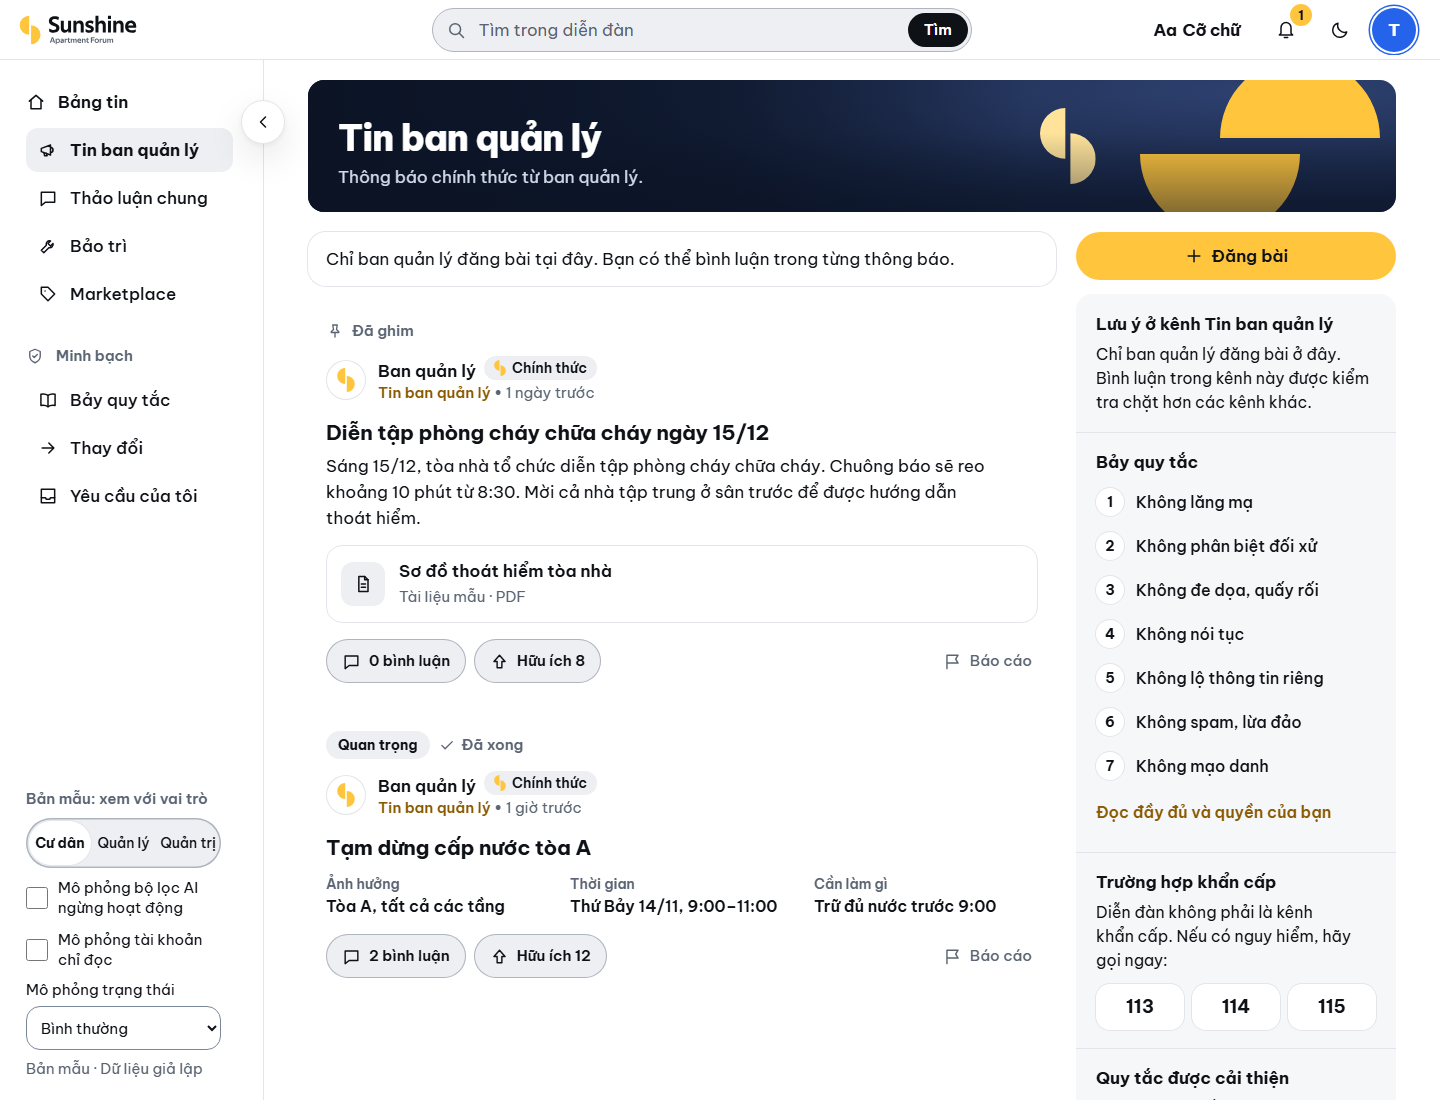 Sunshine
Apartment Forum
Tìm trong diễn đàn
Tìm
Aa Cỡ chữ
1
T
Bảng tin
Tin ban quản lý
Thảo luận chung
Bảo trì
Marketplace
Minh bạch
Bảy quy tắc
Thay đổi
Yêu cầu của tôi
Bản mẫu: xem với vai trò
Cư dân
Quản lý
Quản trị
Mô phỏng bộ lọc AI
ngừng hoạt động
Mô phỏng tài khoản
chỉ đọc
Mô phỏng trạng thái
Bình thường
Bản mẫu · Dữ liệu giả lập
Tin ban quản lý
Thông báo chính thức từ ban quản lý.
Chỉ ban quản lý đăng bài tại đây. Bạn có thể bình luận trong từng thông báo.
Đã ghim
Ban quản lý
Chính thức
Tin ban quản lý • 1 ngày trước
Diễn tập phòng cháy chữa cháy ngày 15/12
Sáng 15/12, tòa nhà tổ chức diễn tập phòng cháy chữa cháy. Chuông báo sẽ reo
khoảng 10 phút từ 8:30. Mời cả nhà tập trung ở sân trước để được hướng dẫn
thoát hiểm.
Sơ đồ thoát hiểm tòa nhà
Tài liệu mẫu · PDF
0 bình luận
Hữu ích 8
Báo cáo
Quan trọng
Đã xong
Ban quản lý
Chính thức
Tin ban quản lý • 1 giờ trước
Tạm dừng cấp nước tòa A
Ảnh hưởng
Tòa A, tất cả các tầng
Thời gian
Thứ Bảy 14/11, 9:00–11:00
Cần làm gì
Trữ đủ nước trước 9:00
2 bình luận
Hữu ích 12
Báo cáo
Đăng bài
Lưu ý ở kênh Tin ban quản lý
Chỉ ban quản lý đăng bài ở đây.
Bình luận trong kênh này được kiểm
tra chặt hơn các kênh khác.
Bảy quy tắc
1 Không lăng mạ
2 Không phân biệt đối xử
3 Không đe dọa, quấy rối
4 Không nói tục
5 Không lộ thông tin riêng
6 Không spam, lừa đảo
7 Không mạo danh
Đọc đầy đủ và quyền của bạn
Trường hợp khẩn cấp
Diễn đàn không phải là kênh
khẩn cấp. Nếu có nguy hiểm, hãy
gọi ngay:
113
114
115
Quy tắc được cải thiện